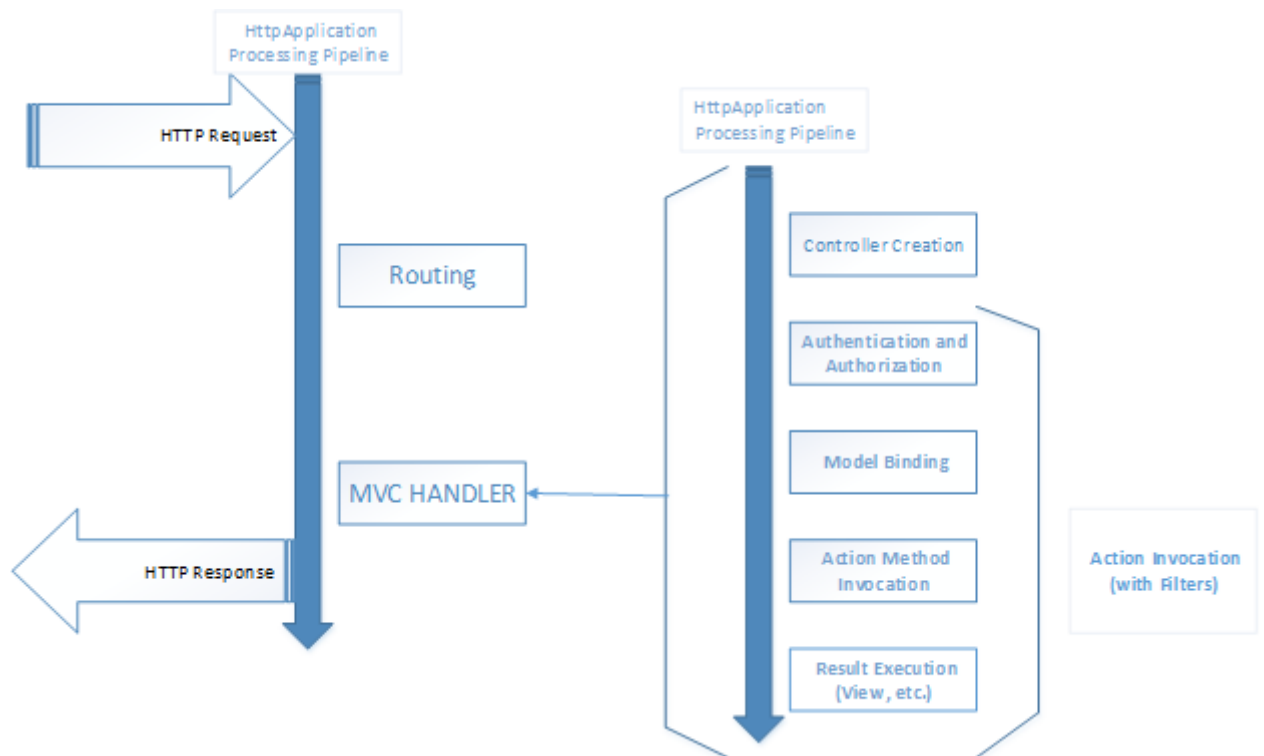 HttpApplication
Processing Pipeline
HTTP Request
Routing
MVC HANDLER
HTTP Response
HttpApplication
Processing Pipeline
Controller Creation
Authentication and
Authorization
Model Binding
Action Method
Invocation
Result Execution
(View, etc.)
Action Invocation
(with Filters)